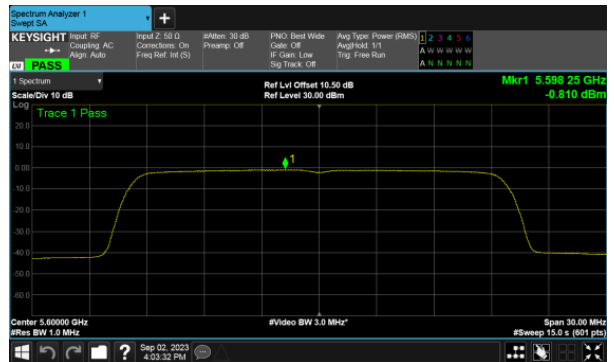 Spectrum Analyzer 1
Swept SA
+
KEYSIGHT
Input: RF
Coupling: AC
Align: Auto
Input Z: 50 Ω
Corrections: On
Freq Ref: Int (S)
#Atten: 30 dB
Preamp: Off
PNO: Best Wide
Gate: Off
IF Gain: Low
Sig Track: Off
Avg Type: Power (RMS)
Avg|Hold: 1/1
Trig: Free Run
1 2 3 4 5 6
A W W W W W
A N N N N N
LXI
PASS
1 Spectrum
Scale/Div 10 dB
Ref Lvl Offset 10.50 dB
Ref Level 30.00 dBm
Mkr1 5.598 25 GHz
-0.810 dBm
Log
Trace 1 Pass
20.0
10.0
0.00
1
-10.0
-20.0
-30.0
-40.0
-50.0
-60.0
Center 5.60000 GHz
#Video BW 3.0 MHz*
Span 30.00 MHz
#Res BW 1.0 MHz
#Sweep 15.0 s (601 pts)
?
Sep 02, 2023
4:03:32 PM